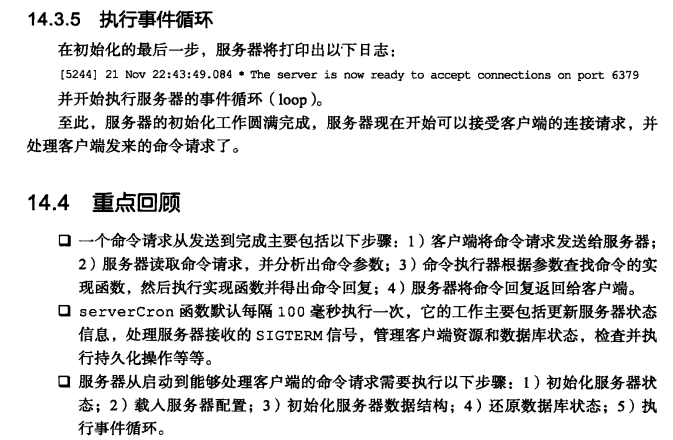 14.3.5 执行事件循环
在初始化的最后一步，服务器将打印出以下日志：
[5244] 21 Nov 22:43:49.084 * The server is now ready to accept connections on port 6379
并开始执行服务器的事件循环（loop）。
至此，服务器的初始化工作圆满完成，服务器现在开始可以接受客户端的连接请求，并
处理客户端发来的命令请求了。
14.4 重点回顾
❑ 一个命令请求从发送到完成主要包括以下步骤：1）客户端将命令请求发送给服务器；
2）服务器读取命令请求，并分析出命令参数；3）命令执行器根据参数查找命令的实
现函数，然后执行实现函数并得出命令回复；4）服务器将命令回复返回给客户端。
❑ serverCron 函数默认每隔 100 毫秒执行一次，它的工作主要包括更新服务器状态
信息，处理服务器接收的 SIGTERM 信号，管理客户端资源和数据库状态，检查并执
行持久化操作等等。
❑ 服务器从启动到能够处理客户端的命令请求需要执行以下步骤：1）初始化服务器状
态；2）载入服务器配置；3）初始化服务器数据结构；4）还原数据库状态；5）执
行事件循环。